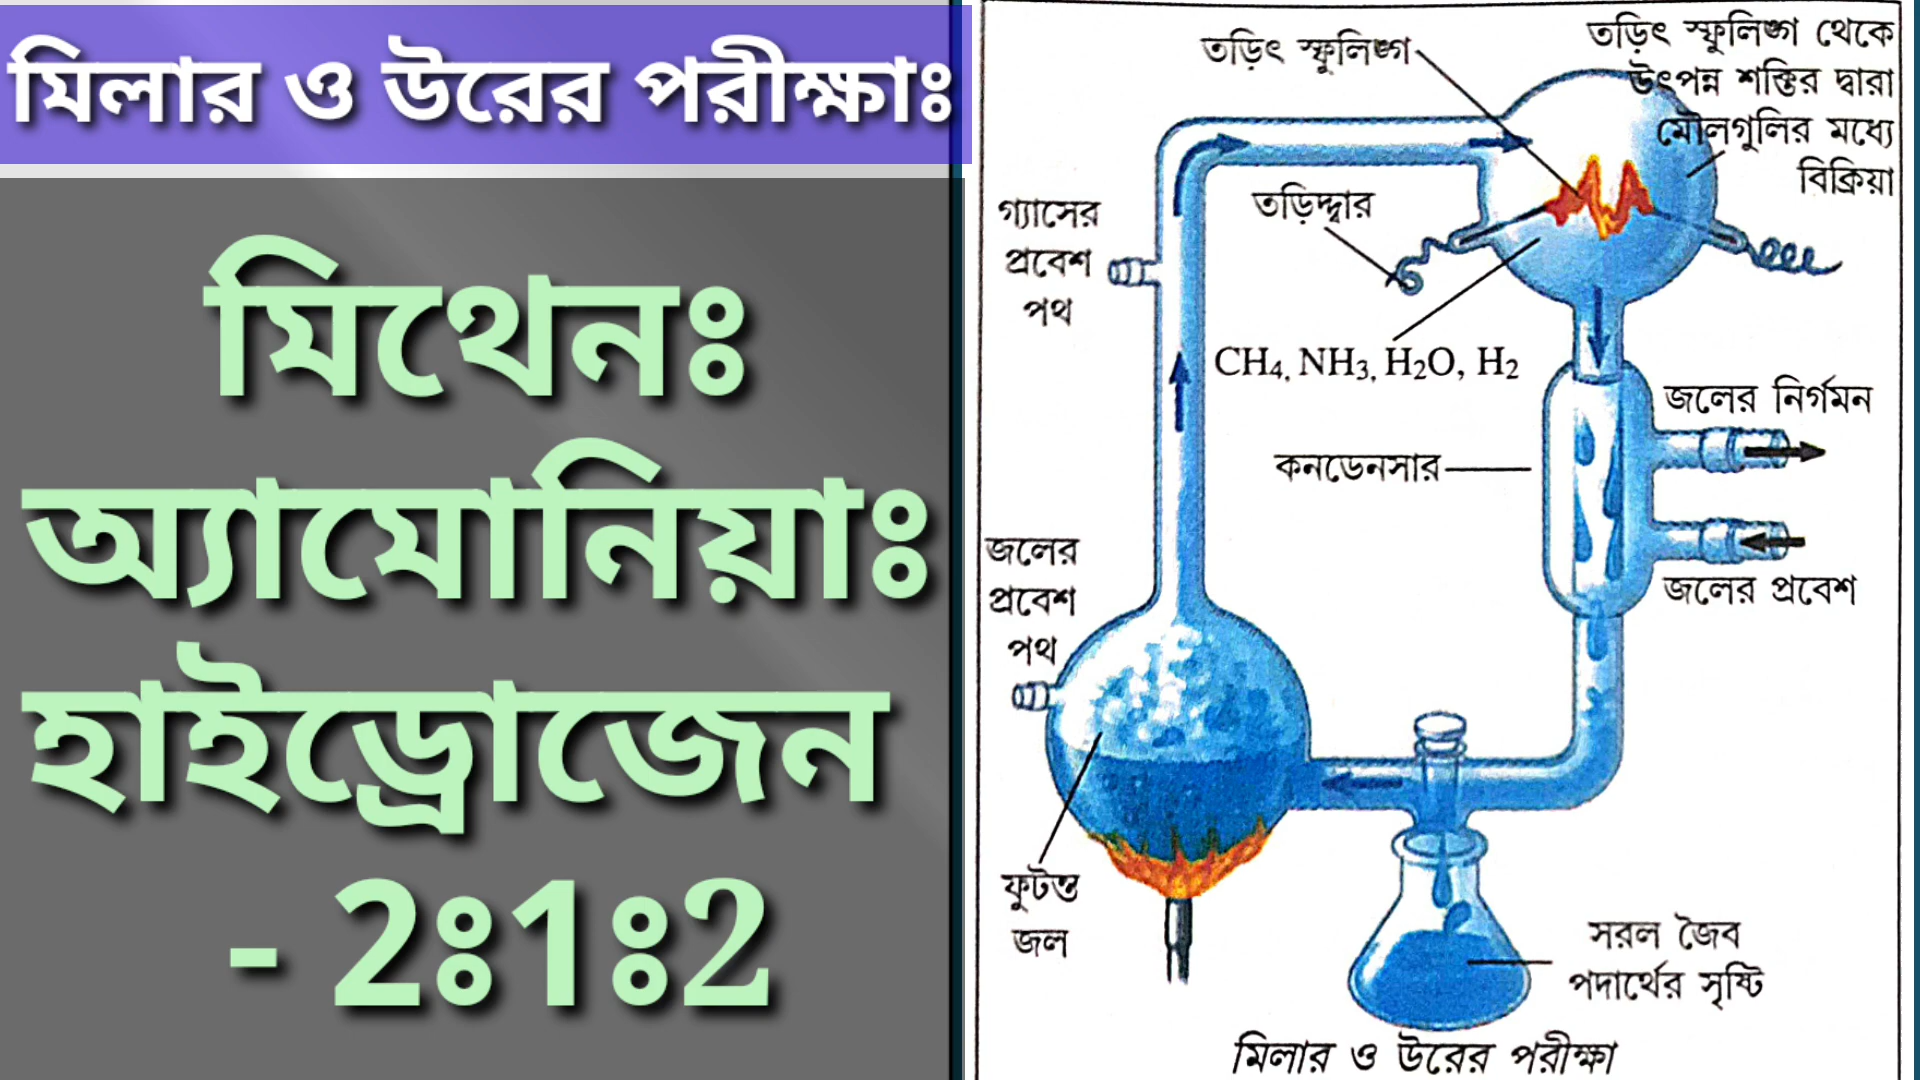 মিলার ও উরের পরীক্ষাঃ
মিথেনঃ
অ্যামোনিয়াঃ
হাইড্রোজেন
- 2ঃ1ঃ2
তড়িৎ স্ফুলিঙ্গ
তড়িৎ স্ফুলিঙ্গ থেকে
উৎপন্ন শক্তির দ্বারা
মৌলগুলির মধ্যে
বিক্রিয়া
গ্যাসের
প্রবেশ
পথ
তড়িদ্দ্বার
CH₄, NH₃, H₂O, H₂
জলের নির্গমন
কনডেনসার
জলের প্রবেশ
জলের
প্রবেশ
পথ
ফুটন্ত
জল
সরল জৈব
পদার্থের সৃষ্টি
মিলার ও উরের পরীক্ষা